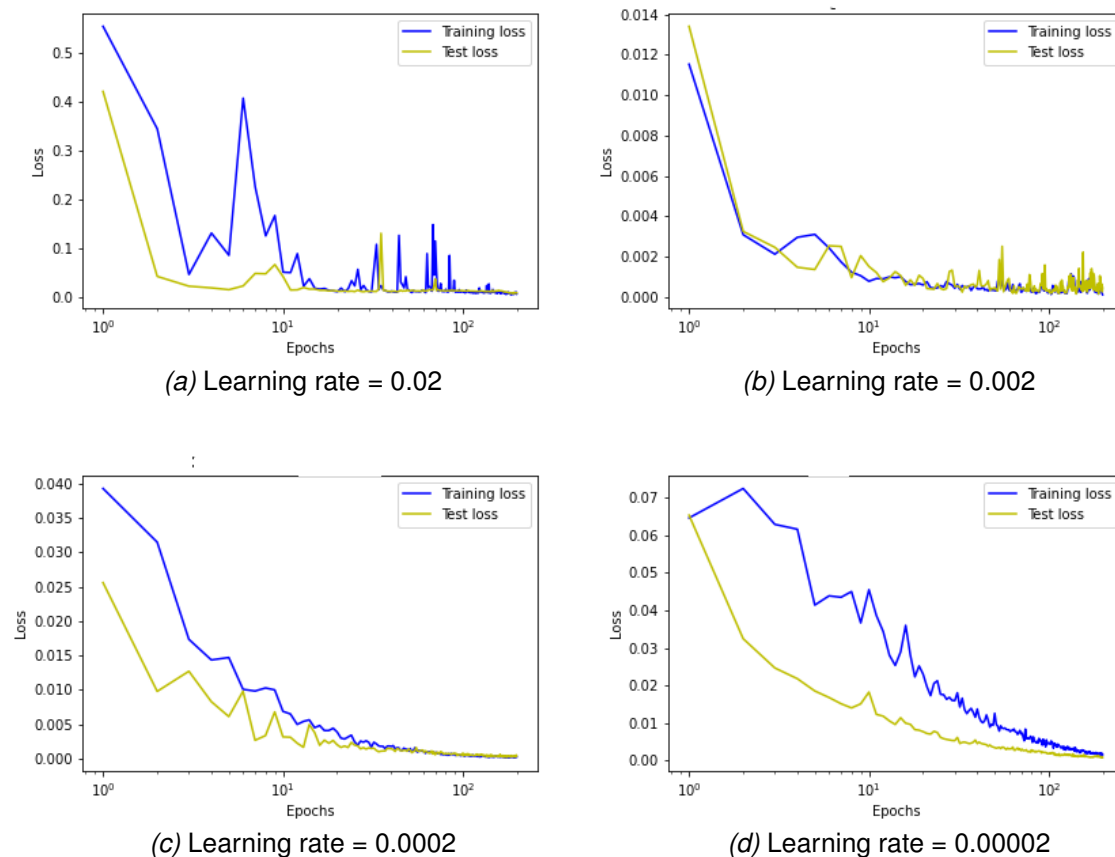 Training loss
Test loss
0.5
0.4
0.3
0.2
0.1
0.0
Loss
10⁰ 10¹ 10²
Epochs
(a) Learning rate = 0.02
Training loss
Test loss
0.014
0.012
0.010
0.008
0.006
0.004
0.002
0.000
Loss
10⁰ 10¹ 10²
Epochs
(b) Learning rate = 0.002
Training loss
Test loss
0.040
0.035
0.030
0.025
0.020
0.015
0.010
0.005
0.000
Loss
10⁰ 10¹ 10²
Epochs
(c) Learning rate = 0.0002
Training loss
Test loss
0.07
0.06
0.05
0.04
0.03
0.02
0.01
0.00
Loss
10⁰ 10¹ 10²
Epochs
(d) Learning rate = 0.00002